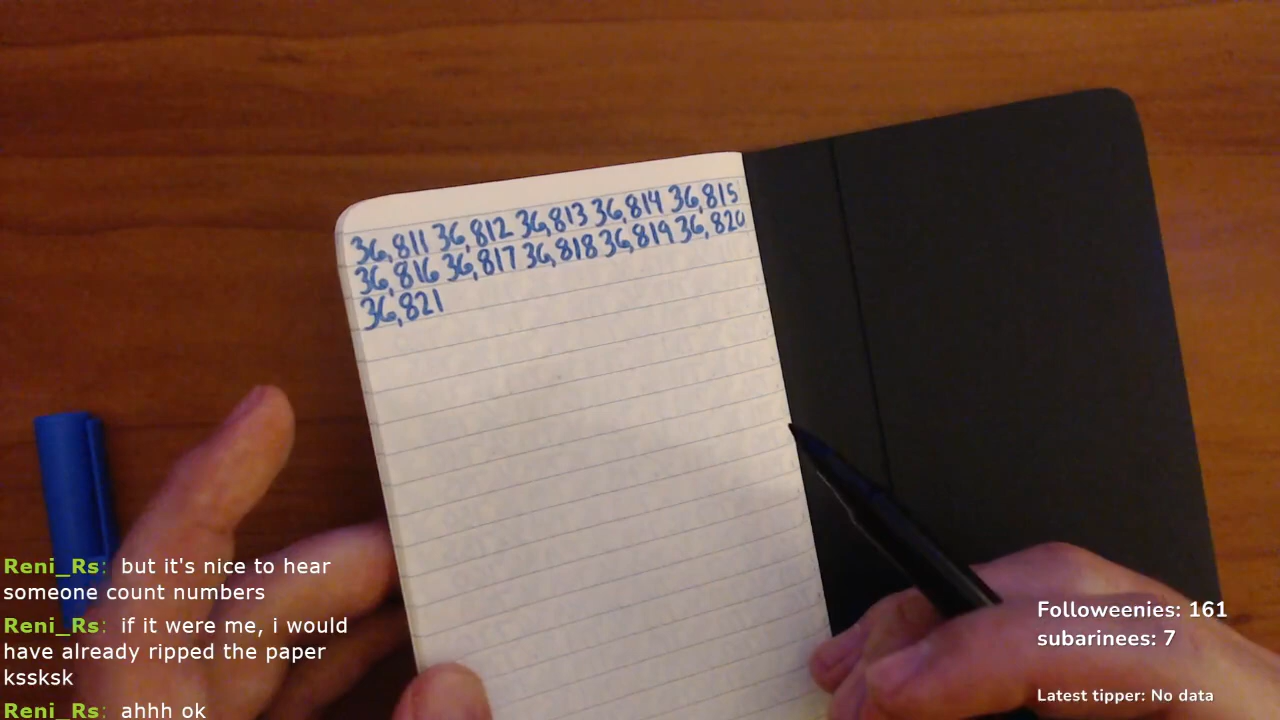 36,811 36,812 36,813 36,814 36,815
36,816 36,817 36,818 36,819 36,820
36,821
Reni_Rs: but it's nice to hear
someone count numbers
Reni_Rs: if it were me, i would
have already ripped the paper
kssksk
Reni_Rs: ahhh ok
Followeenies: 161
subarinees: 7
Latest tipper: No data